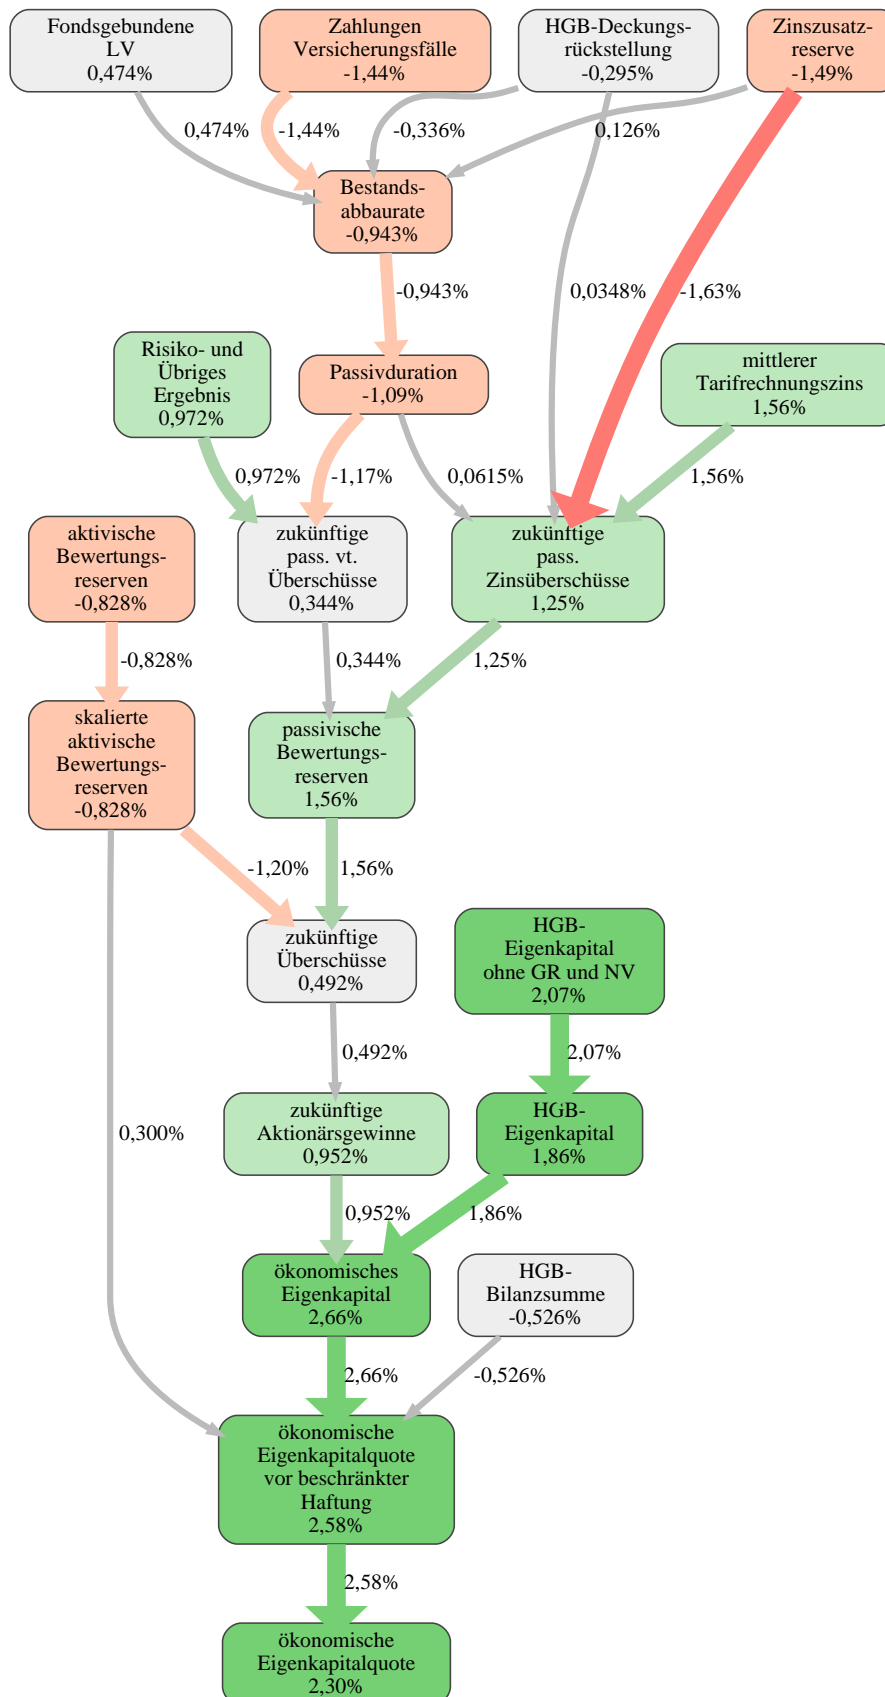 Fondsgebundene
LV
0,474%
Zahlungen
Versicherungsfälle
-1,44%
HGB-Deckungs-
rückstellung
-0,295%
Zinszusatz-
reserve
-1,49%
0,474%
-1,44%
-0,336%
0,126%
Bestands-
abbaurate
-0,943%
-0,943%
0,0348%
-1,63%
Risiko- und
Übriges
Ergebnis
0,972%
Passivduration
-1,09%
mittlerer
Tarifrechnungszins
1,56%
0,972%
-1,17%
0,0615%
1,56%
aktivische
Bewertungs-
reserven
-0,828%
zukünftige
pass. vt.
Überschüsse
0,344%
zukünftige
pass.
Zinsüberschüsse
1,25%
-0,828%
0,344%
1,25%
skalierte
aktivische
Bewertungs-
reserven
-0,828%
passivische
Bewertungs-
reserven
1,56%
-1,20%
1,56%
zukünftige
Überschüsse
0,492%
HGB-
Eigenkapital
ohne GR und NV
2,07%
0,492%
2,07%
0,300%
zukünftige
Aktionärsgewinne
0,952%
HGB-
Eigenkapital
1,86%
0,952%
1,86%
ökonomisches
Eigenkapital
2,66%
HGB-
Bilanzsumme
-0,526%
2,66%
-0,526%
ökonomische
Eigenkapitalquote
vor beschränkter
Haftung
2,58%
2,58%
ökonomische
Eigenkapitalquote
2,30%